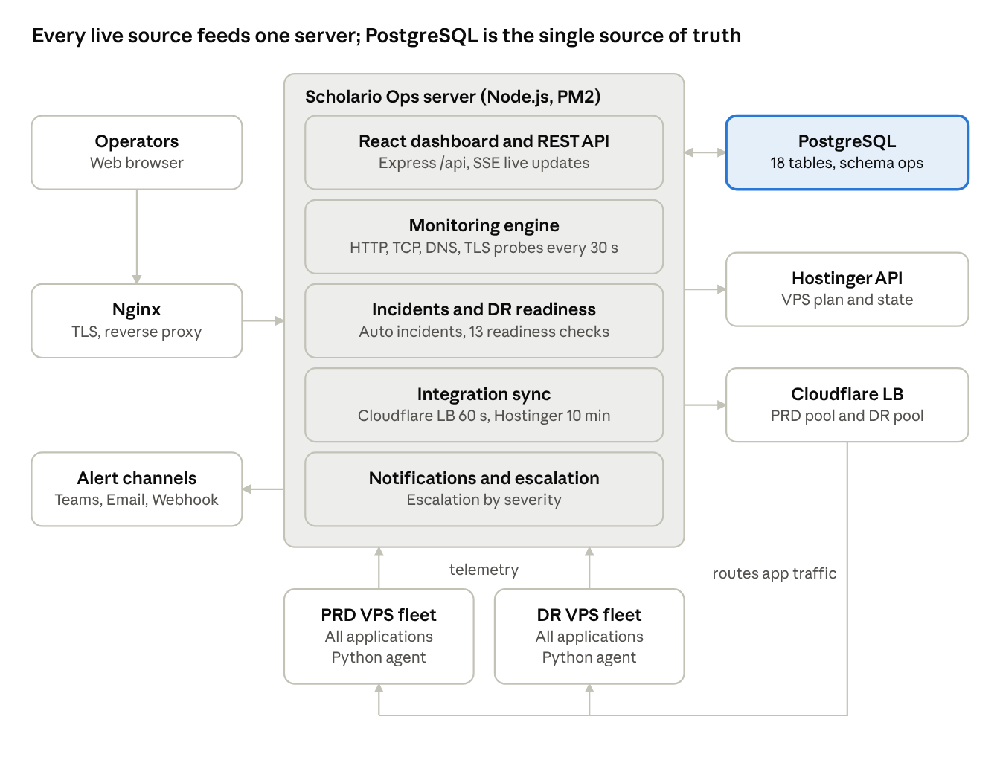 Every live source feeds one server; PostgreSQL is the single source of truth
Scholario Ops server (Node.js, PM2)
Operators
Web browser
React dashboard and REST API
Express /api, SSE live updates
PostgreSQL
18 tables, schema ops
Monitoring engine
HTTP, TCP, DNS, TLS probes every 30 s
Hostinger API
VPS plan and state
Nginx
TLS, reverse proxy
Incidents and DR readiness
Auto incidents, 13 readiness checks
Integration sync
Cloudflare LB 60 s, Hostinger 10 min
Cloudflare LB
PRD pool and DR pool
Alert channels
Teams, Email, Webhook
Notifications and escalation
Escalation by severity
telemetry
routes app traffic
PRD VPS fleet
All applications
Python agent
DR VPS fleet
All applications
Python agent